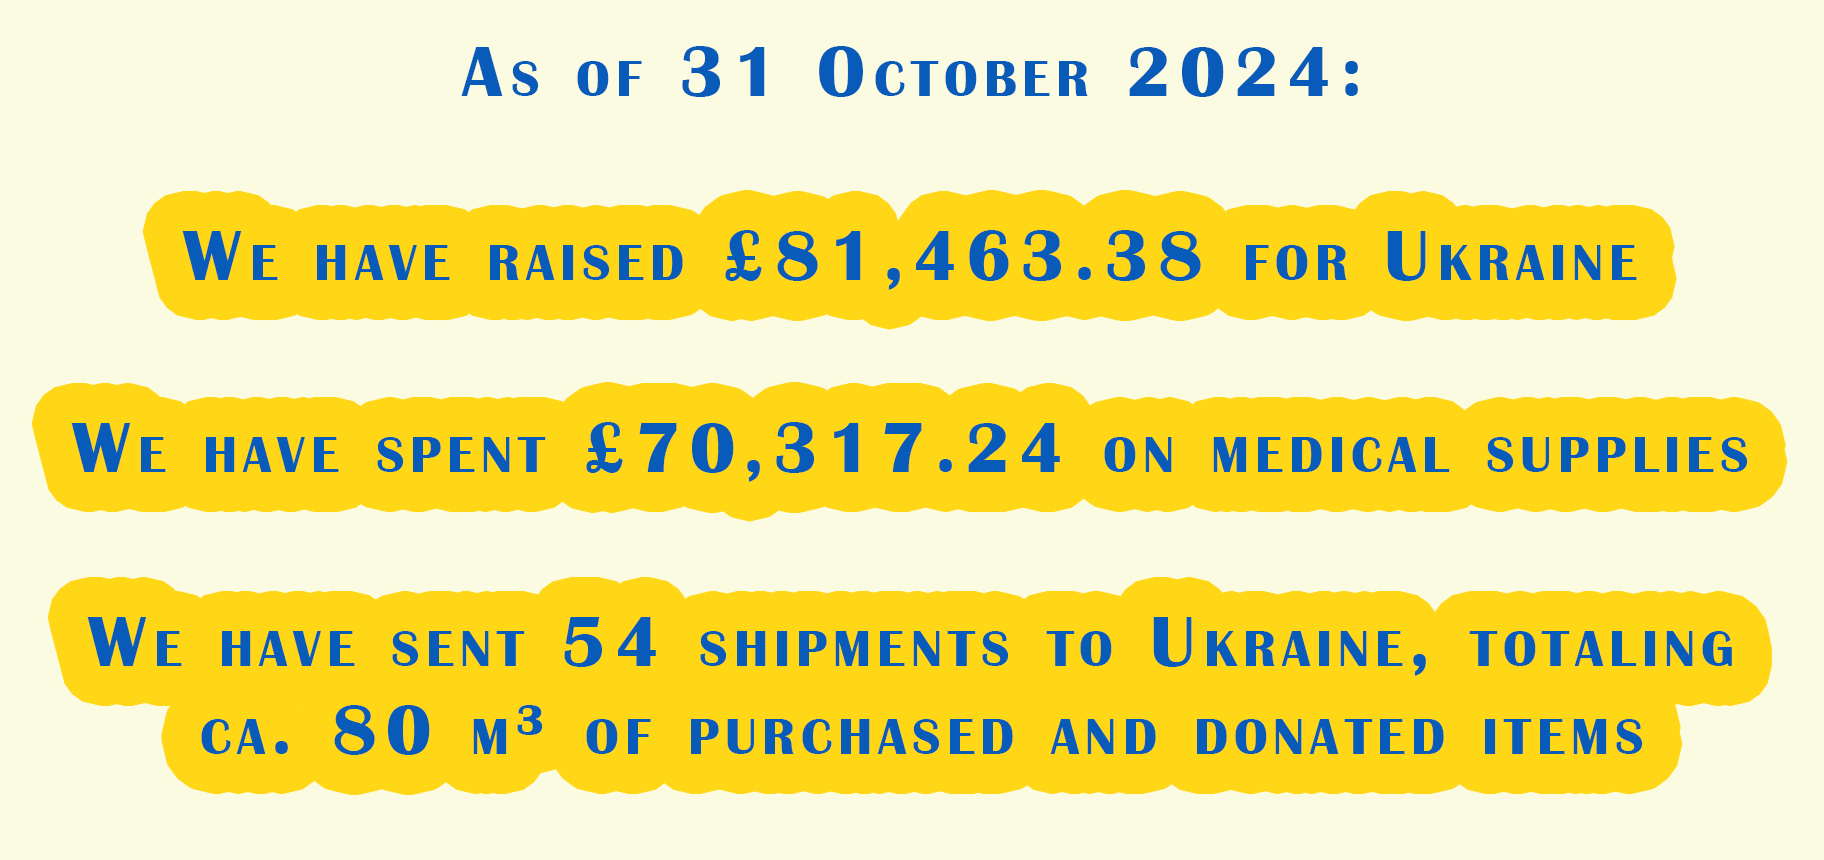 As of 31 October 2024:
We have raised £81,463.38 for Ukraine
We have spent £70,317.24 on medical supplies
We have sent 54 shipments to Ukraine, totaling
ca. 80 m³ of purchased and donated items